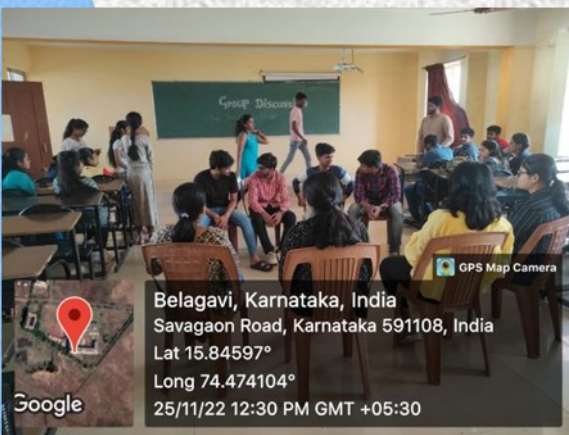 Group Discussion
GPS Map Camera
Belagavi, Karnataka, India
Savagaon Road, Karnataka 591108, India
Lat 15.84597°
Long 74.474104°
25/11/22 12:30 PM GMT +05:30
Google